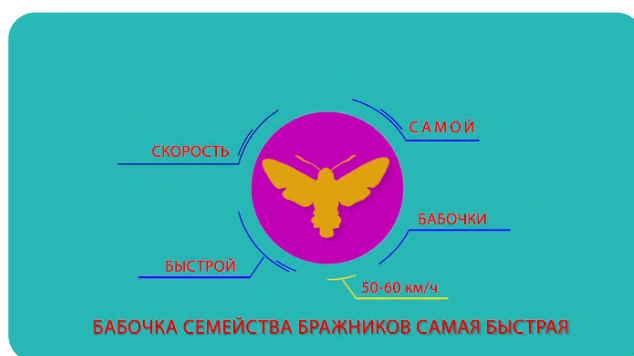 СКОРОСТЬ
САМОЙ
БЫСТРОЙ
БАБОЧКИ
50-60 км/ч
БАБОЧКА СЕМЕЙСТВА БРАЖНИКОВ САМАЯ БЫСТРАЯ